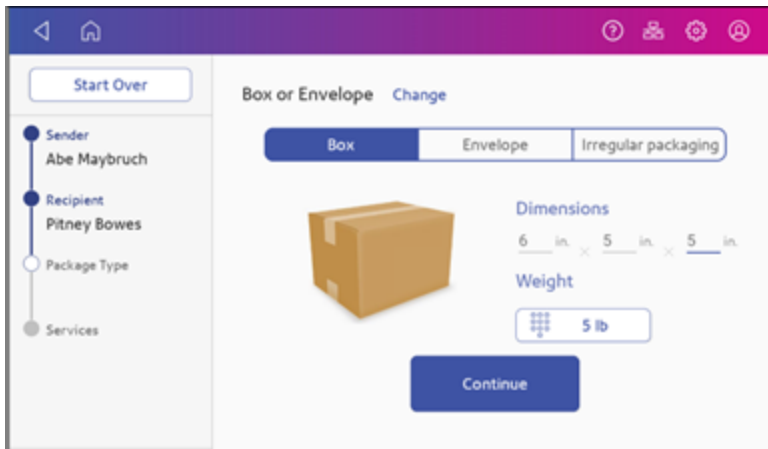 Start Over
Sender
Abe Maybruch
Recipient
Pitney Bowes
Package Type
Services
Box or Envelope Change
Box Envelope Irregular packaging
Dimensions
6 in. × 5 in. × 5 in.
Weight
5 lb
Continue